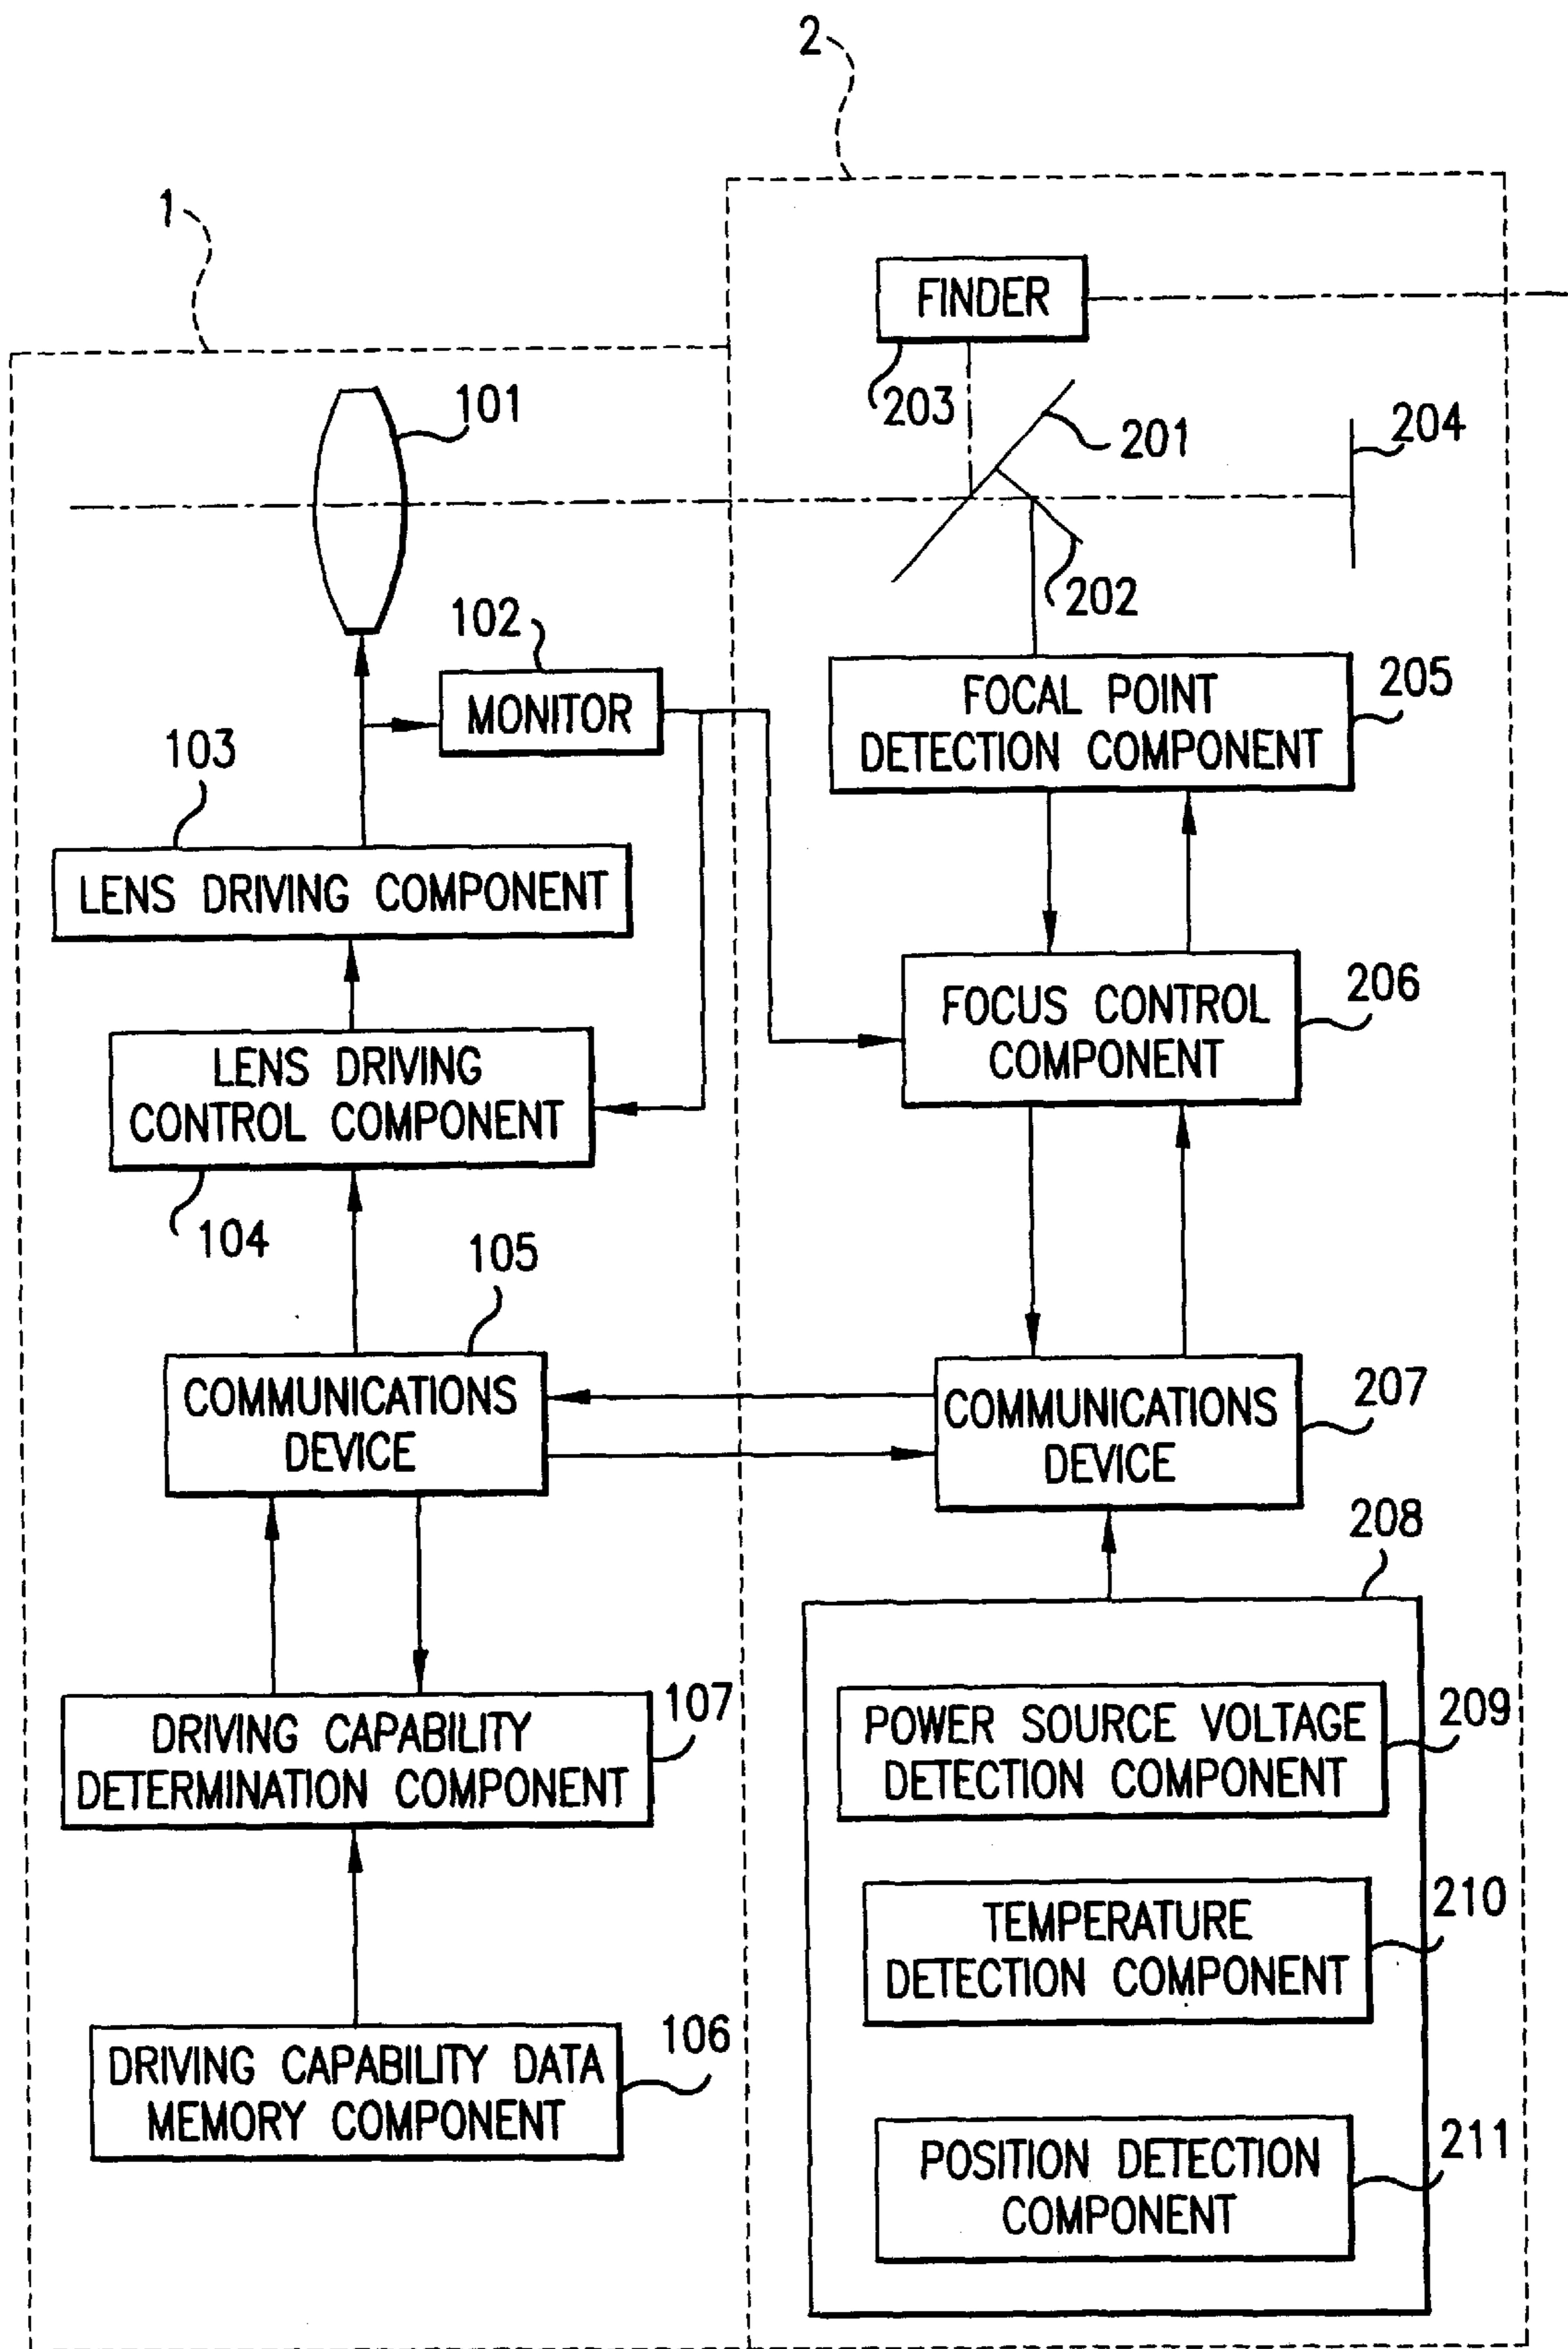 2
1
FINDER
203
101
201
204
202
102
MONITOR
FOCAL POINT
DETECTION COMPONENT
205
103
LENS DRIVING COMPONENT
FOCUS CONTROL
COMPONENT
206
LENS DRIVING
CONTROL COMPONENT
104
105
COMMUNICATIONS
DEVICE
COMMUNICATIONS
DEVICE
207
208
DRIVING CAPABILITY
DETERMINATION COMPONENT
107
POWER SOURCE VOLTAGE
DETECTION COMPONENT
209
TEMPERATURE
DETECTION COMPONENT
210
DRIVING CAPABILITY DATA
MEMORY COMPONENT
106
POSITION DETECTION
COMPONENT
211